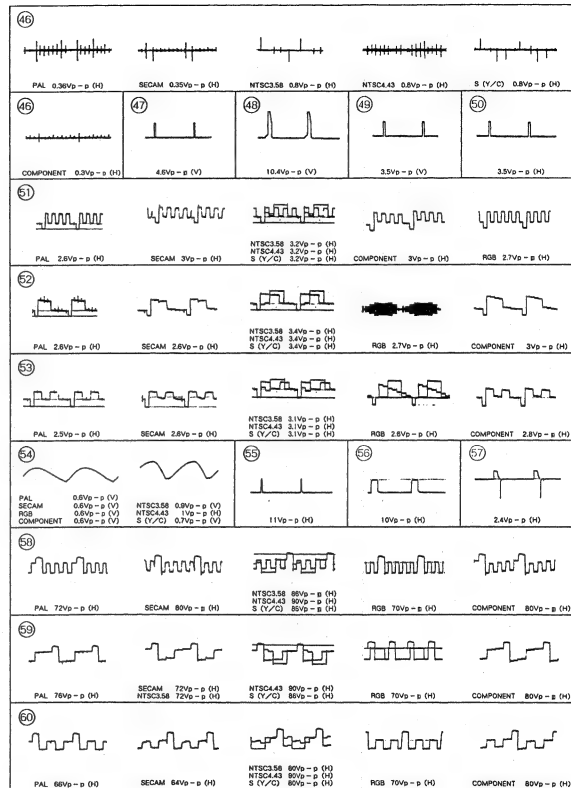 46
PAL 0.36Vp-p (H)
SECAM 0.35Vp-p (H)
NTSC3.58 0.8Vp-p (H)
NTSC4.43 0.6Vp-p (H)
S (Y/C) 0.8Vp-p (H)
46
COMPONENT 0.3Vp-p (H)
47
4.6Vp-p (V)
48
10.4Vp-p (V)
49
3.5Vp-p (V)
50
3.5Vp-p (H)
51
PAL 2.6Vp-p (H)
SECAM 3Vp-p (H)
NTSC3.58 3.2Vp-p (H)
NTSC4.43 3.2Vp-p (H)
S (Y/C) 3.2Vp-p (H)
COMPONENT 3Vp-p (H)
RGB 2.7Vp-p (H)
52
PAL 2.6Vp-p (H)
SECAM 2.6Vp-p (H)
NTSC3.58 3.4Vp-p (H)
NTSC4.43 3.4Vp-p (H)
S (Y/C) 3.4Vp-p (H)
RGB 2.7Vp-p (H)
COMPONENT 3Vp-p (H)
53
PAL 2.5Vp-p (H)
SECAM 2.6Vp-p (H)
NTSC3.58 3.1Vp-p (H)
NTSC4.43 3.1Vp-p (H)
S (Y/C) 3.1Vp-p (H)
RGB 2.6Vp-p (H)
COMPONENT 2.8Vp-p (H)
54
PAL 0.6Vp-p (V)
SECAM 0.6Vp-p (V)
RGB 0.6Vp-p (V)
COMPONENT 0.6Vp-p (V)
NTSC3.58 0.9Vp-p (V)
NTSC4.43 1Vp-p (V)
S (Y/C) 0.7Vp-p (V)
55
11Vp-p (H)
56
10Vp-p (H)
57
2.4Vp-p (H)
58
PAL 72Vp-p (H)
SECAM 80Vp-p (H)
NTSC3.58 86Vp-p (H)
NTSC4.43 90Vp-p (H)
S (Y/C) 85Vp-p (H)
RGB 70Vp-p (H)
COMPONENT 80Vp-p (H)
59
PAL 76Vp-p (H)
SECAM 72Vp-p (H)
NTSC3.58 72Vp-p (H)
NTSC4.43 90Vp-p (H)
S (Y/C) 86Vp-p (H)
RGB 70Vp-p (H)
COMPONENT 80Vp-p (H)
60
PAL 66Vp-p (H)
SECAM 64Vp-p (H)
NTSC3.58 80Vp-p (H)
NTSC4.43 90Vp-p (H)
S (Y/C) 80Vp-p (H)
RGB 70Vp-p (H)
COMPONENT 80Vp-p (H)